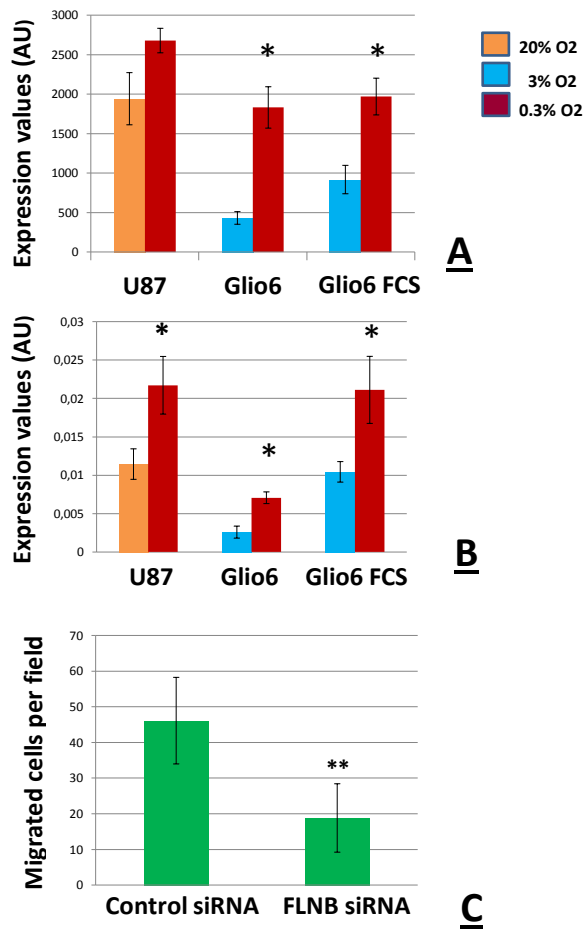 Expression values (AU)
3000
2500
2000
1500
1000
500
0
*
*
U87
Glio6
Glio6 FCS
20% O2
3% O2
0.3% O2
A
Expression values (AU)
0,03
0,025
0,02
0,015
0,01
0,005
0
*
*
*
U87
Glio6
Glio6 FCS
B
Migrated cells per field
70
60
50
40
30
20
10
0
**
Control siRNA
FLNB siRNA
C